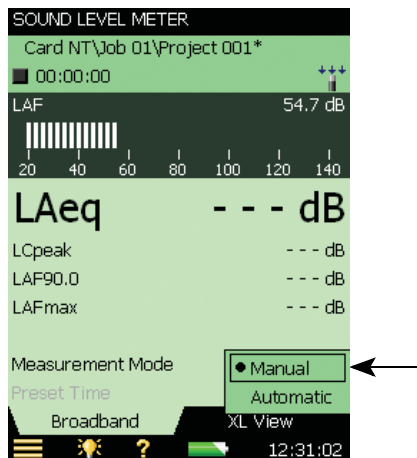 SOUND LEVEL METER
Card NT\Job 01\Project 001*
00:00:00
LAF 54.7 dB
20 40 60 80 100 120 140
LAeq - - - dB
LCpeak - - - dB
LAF90.0 - - - dB
LAFmax - - - dB
Measurement Mode Manual
Preset Time Automatic
Broadband XL View
? 12:31:02